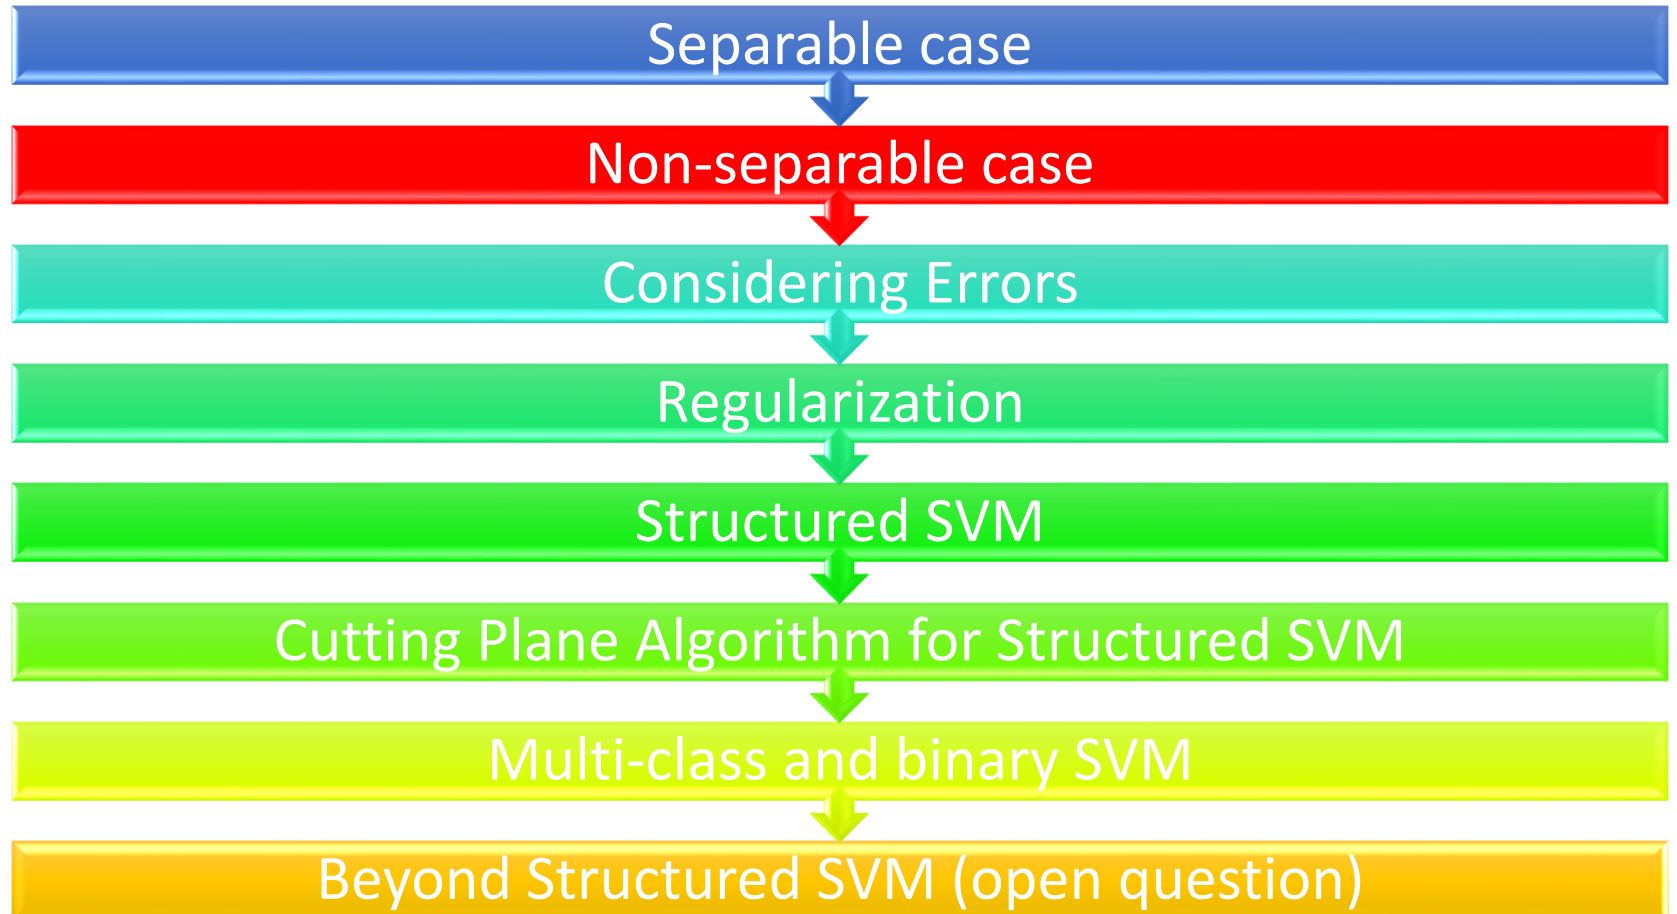 Separable case
Non-separable case
Considering Errors
Regularization
Structured SVM
Cutting Plane Algorithm for Structured SVM
Multi-class and binary SVM
Beyond Structured SVM (open question)